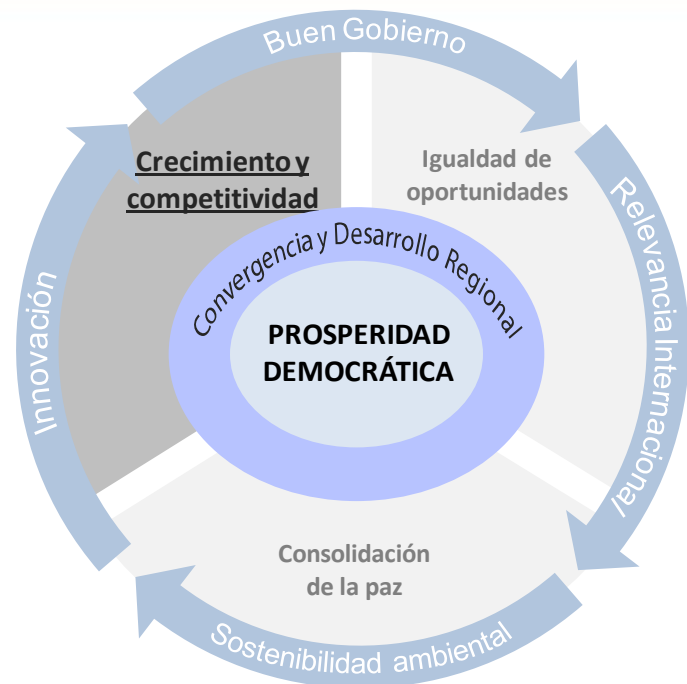 Buen Gobierno
Crecimiento y
competitividad
Igualdad de
oportunidades
Relevancia Internacional
Innovación
Convergencia y Desarrollo Regional
PROSPERIDAD
DEMOCRÁTICA
Consolidación
de la paz
Sostenibilidad ambiental